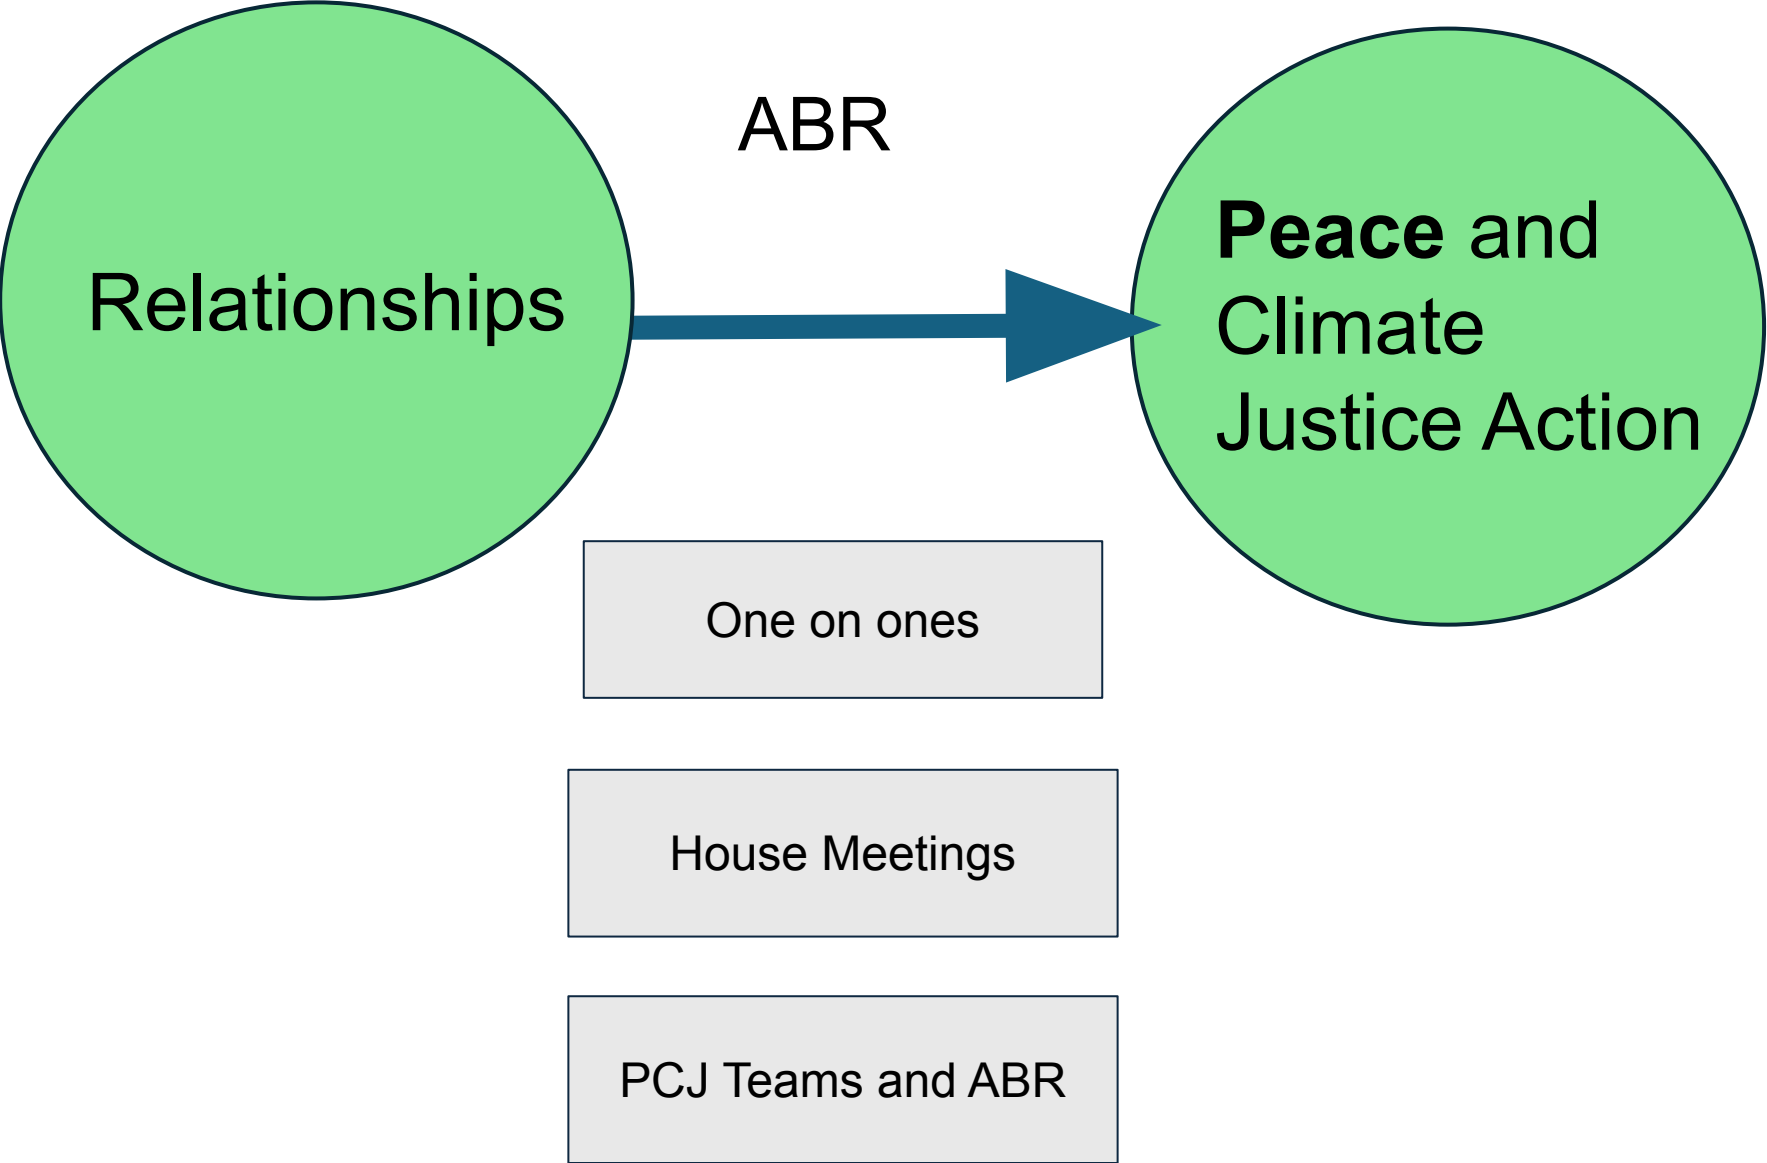 ABR
Relationships
Peace and
Climate
Justice Action
One on ones
House Meetings
PCJ Teams and ABR